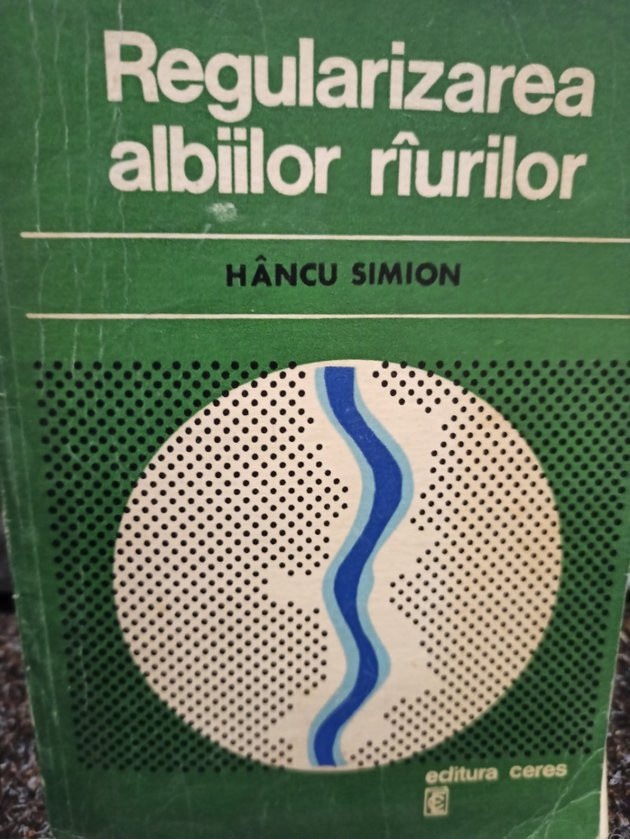 Regularizarea
albiilor rîurilor
HÂNCU SIMION
editura ceres